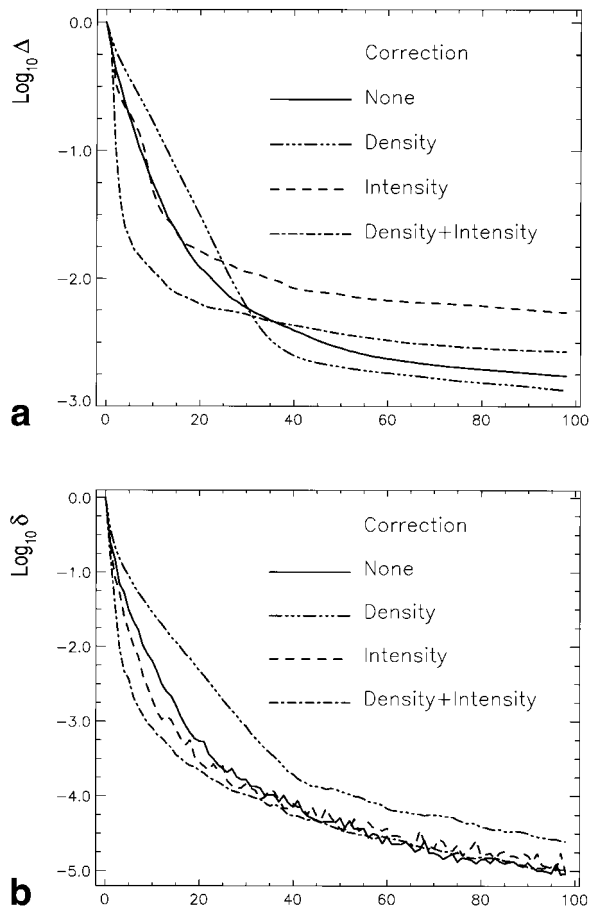 0.0
Correction
None
Log10 Δ
-1.0
Density
Intensity
Density+Intensity
-2.0
-3.0
a
0 20 40 60 80 100
0.0
Correction
Log10 δ
-1.0
None
Density
-2.0
Intensity
Density+Intensity
-3.0
-4.0
-5.0
b
0 20 40 60 80 100